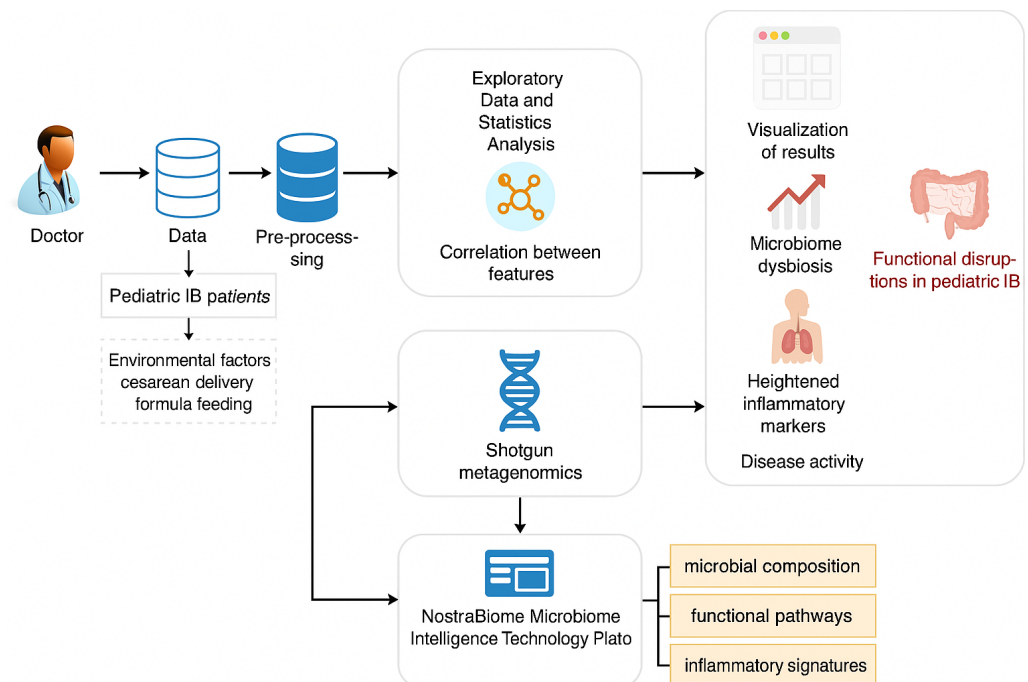 Doctor
Data
Pre-process-
sing
Pediatric IB patients
Environmental factors
cesarean delivery
formula feeding
Exploratory
Data and
Statistics
Analysis
Correlation between
features
Shotgun
metagenomics
NostraBiome Microbiome
Intelligence Technology Plato
microbial composition
functional pathways
inflammatory signatures
Visualization
of results
Microbiome
dysbiosis
Heightened
inflammatory
markers
Disease activity
Functional disrup-
tions in pediatric IB